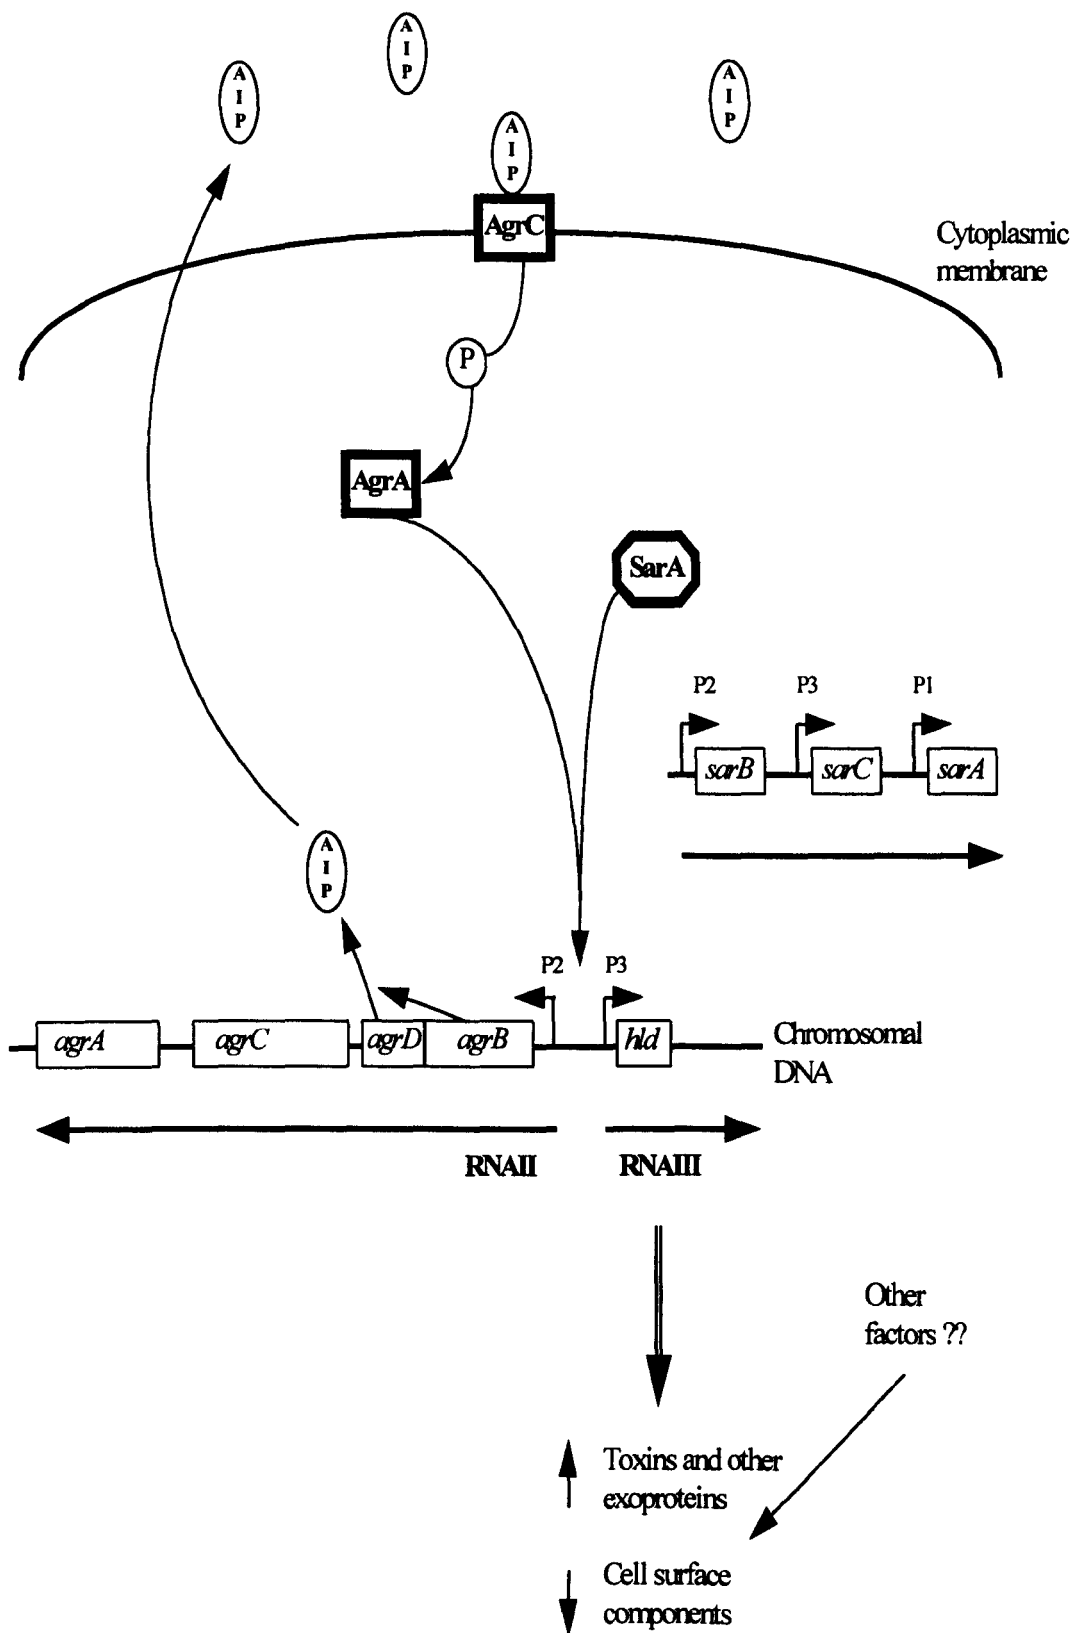 A
I
P
A
I
P
A
I
P
A
I
P
AgrC
Cytoplasmic
membrane
P
AgrA
SarA
P2 P3 P1
sarB sarC sarA
A
I
P
P2 P3
agrA agrC agrD agrB hld
Chromosomal
DNA
RNAII RNAIII
Other
factors ??
Toxins and other
exoproteins
Cell surface
components